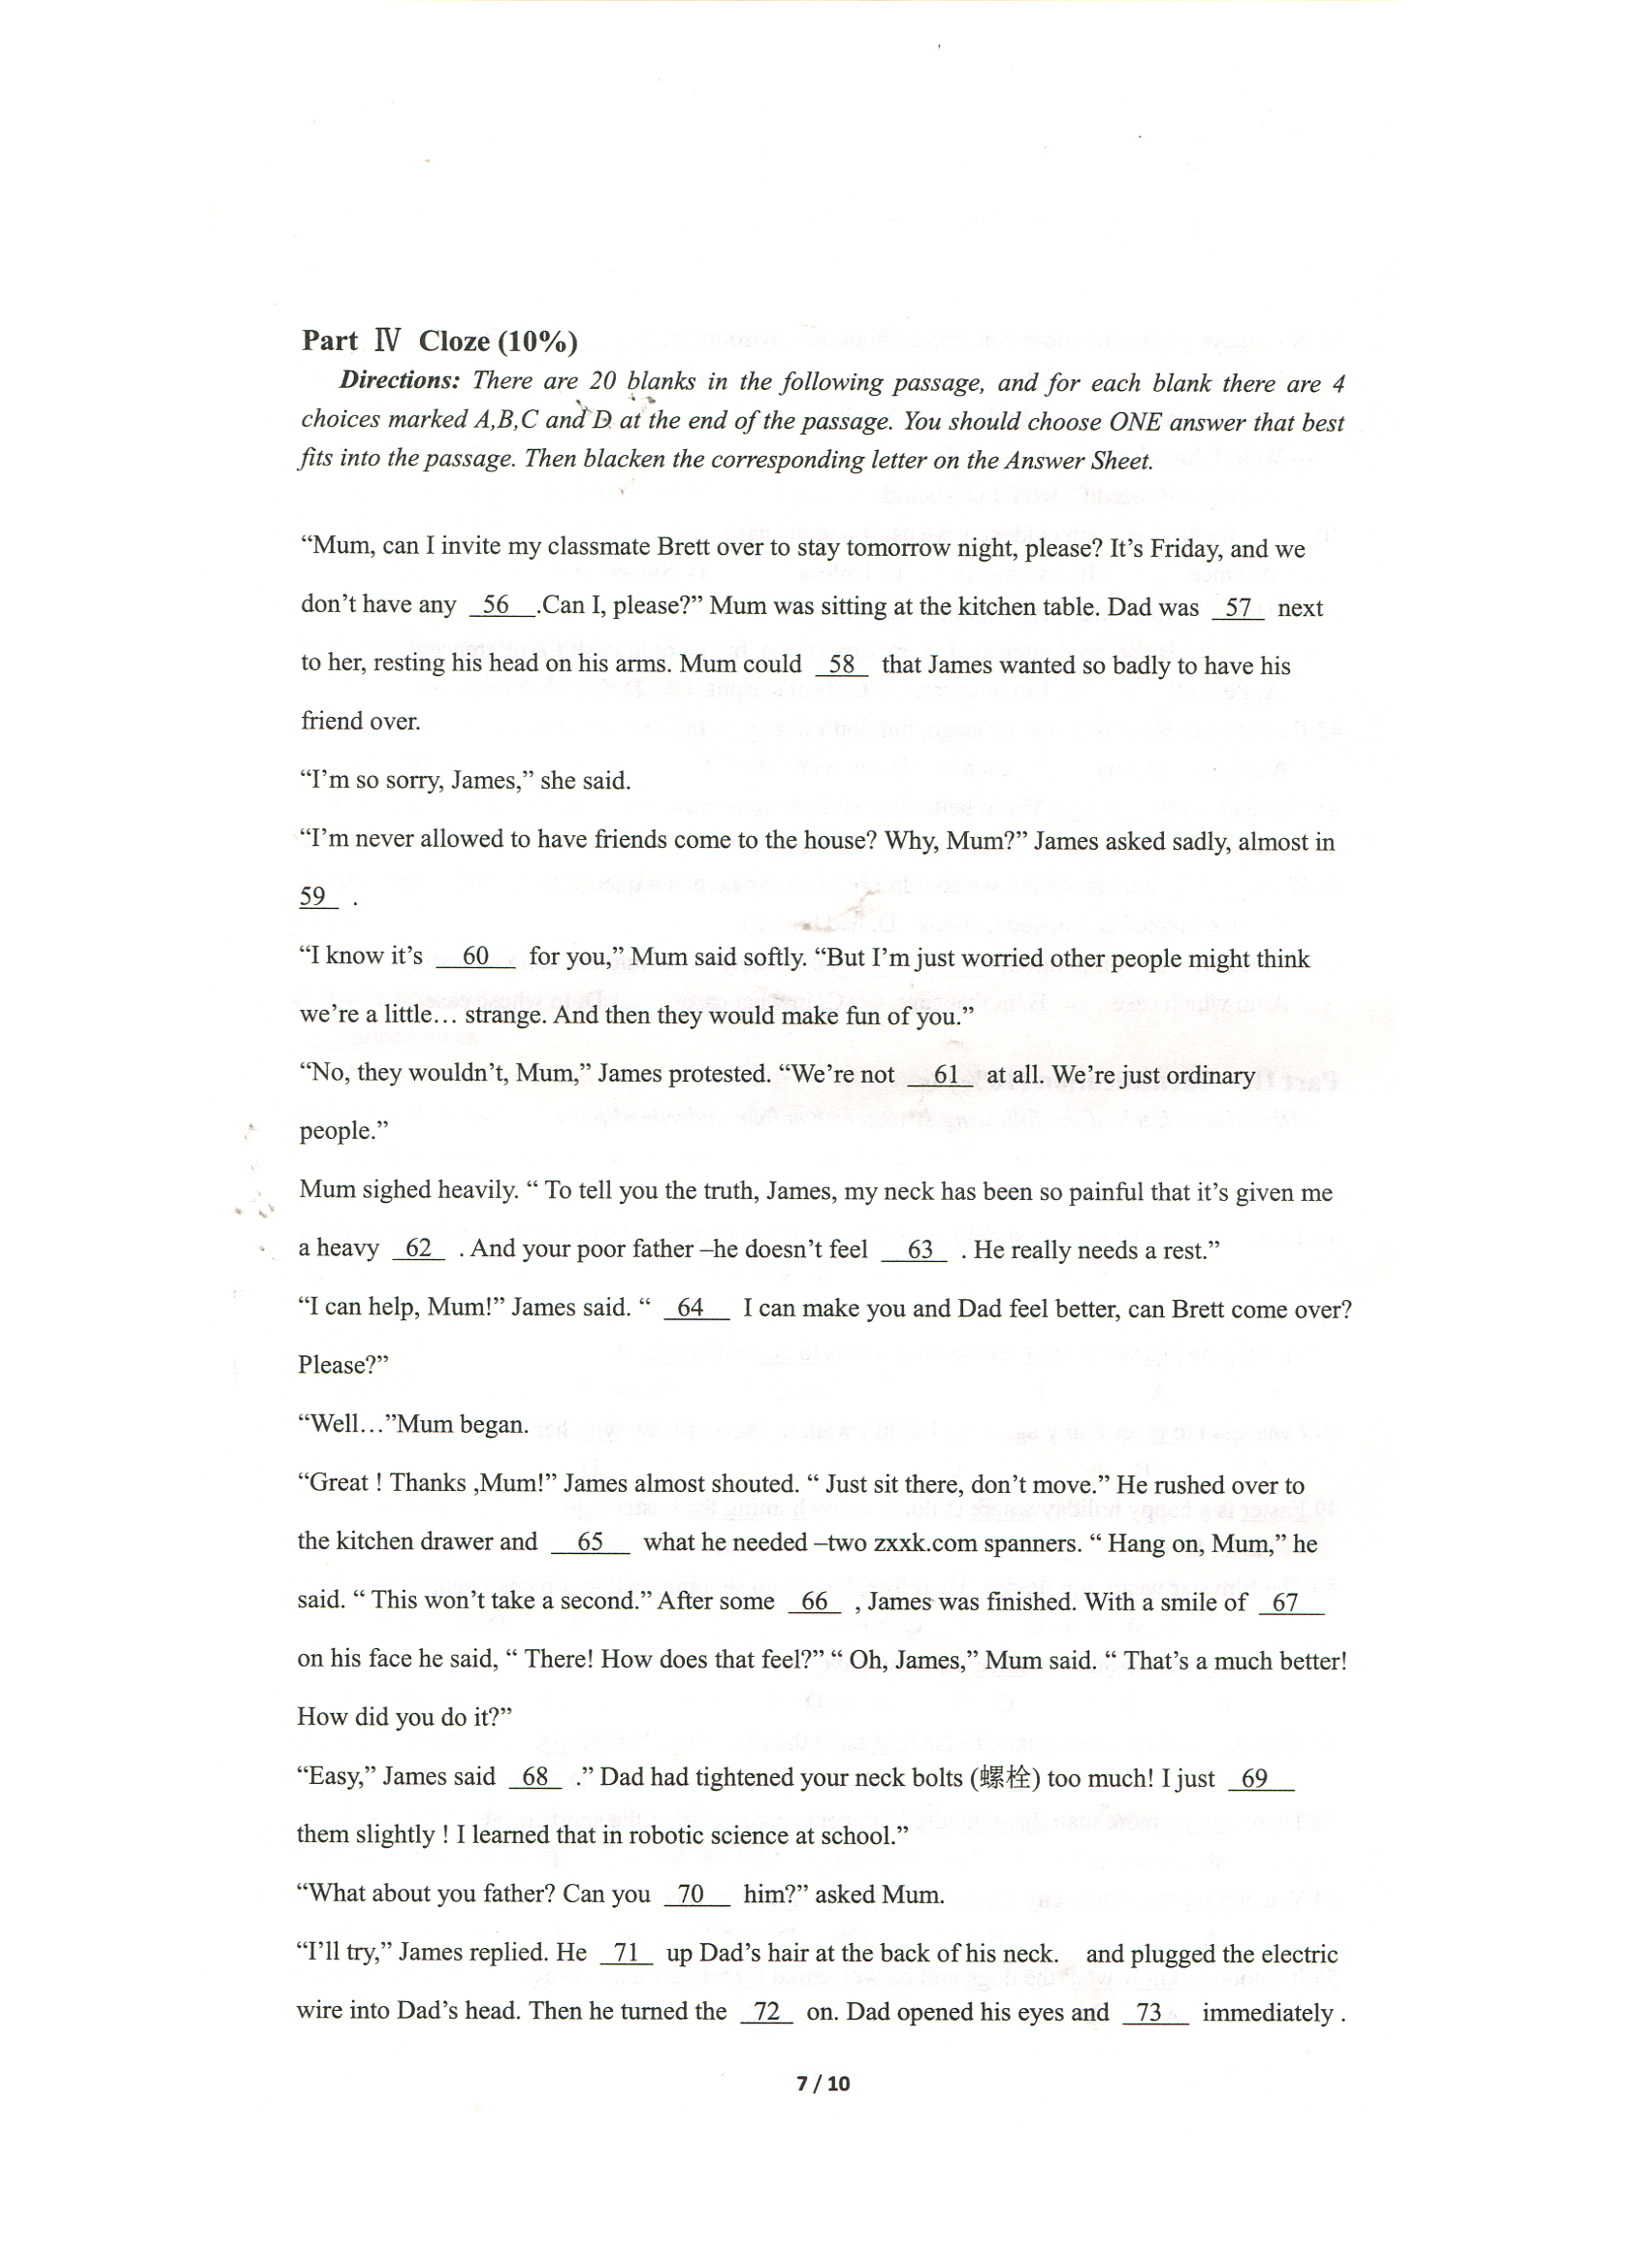 Part Ⅳ Cloze (10%)
Directions: There are 20 blanks in the following passage, and for each blank there are 4
choices marked A,B,C and D at the end of the passage. You should choose ONE answer that best
fits into the passage. Then blacken the corresponding letter on the Answer Sheet.
“Mum, can I invite my classmate Brett over to stay tomorrow night, please? It’s Friday, and we
don’t have any 56 .Can I, please?” Mum was sitting at the kitchen table. Dad was 57 next
to her, resting his head on his arms. Mum could 58 that James wanted so badly to have his
friend over.
“I’m so sorry, James,” she said.
“I’m never allowed to have friends come to the house? Why, Mum?” James asked sadly, almost in
59 .
“I know it’s 60 for you,” Mum said softly. “But I’m just worried other people might think
we’re a little… strange. And then they would make fun of you.”
“No, they wouldn’t, Mum,” James protested. “We’re not 61 at all. We’re just ordinary
people.”
Mum sighed heavily. “ To tell you the truth, James, my neck has been so painful that it’s given me
a heavy 62 . And your poor father –he doesn’t feel 63 . He really needs a rest.”
“I can help, Mum!” James said. “ 64 I can make you and Dad feel better, can Brett come over?
Please?”
“Well…”Mum began.
“Great ! Thanks ,Mum!” James almost shouted. “ Just sit there, don’t move.” He rushed over to
the kitchen drawer and 65 what he needed –two zxxk.com spanners. “ Hang on, Mum,” he
said. “ This won’t take a second.” After some 66 , James was finished. With a smile of 67
on his face he said, “ There! How does that feel?” “ Oh, James,” Mum said. “ That’s a much better!
How did you do it?”
“Easy,” James said 68 .” Dad had tightened your neck bolts (螺栓) too much! I just 69
them slightly ! I learned that in robotic science at school.”
“What about you father? Can you 70 him?” asked Mum.
“I’ll try,” James replied. He 71 up Dad’s hair at the back of his neck. and plugged the electric
wire into Dad’s head. Then he turned the 72 on. Dad opened his eyes and 73 immediately .
7 / 10